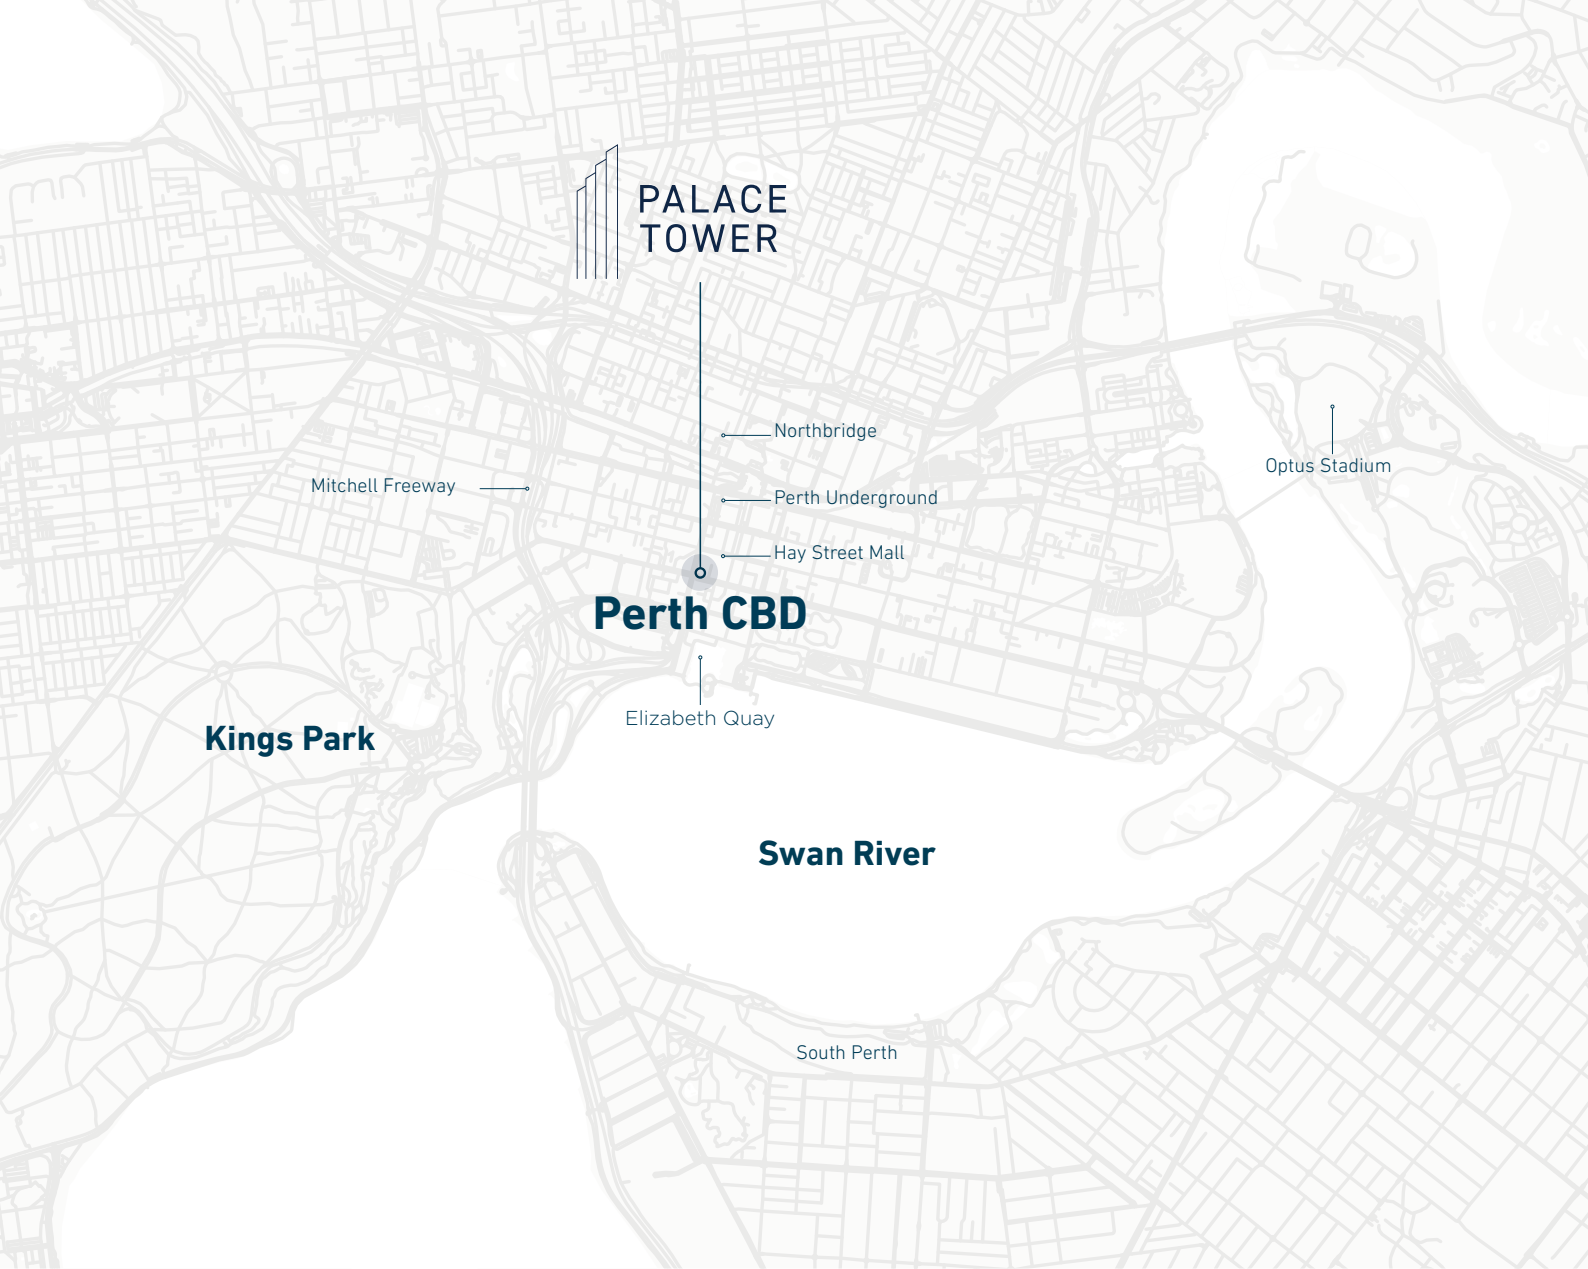 PALACE
TOWER
Northbridge
Optus Stadium
Mitchell Freeway
Perth Underground
Hay Street Mall
Perth CBD
Elizabeth Quay
Kings Park
Swan River
South Perth